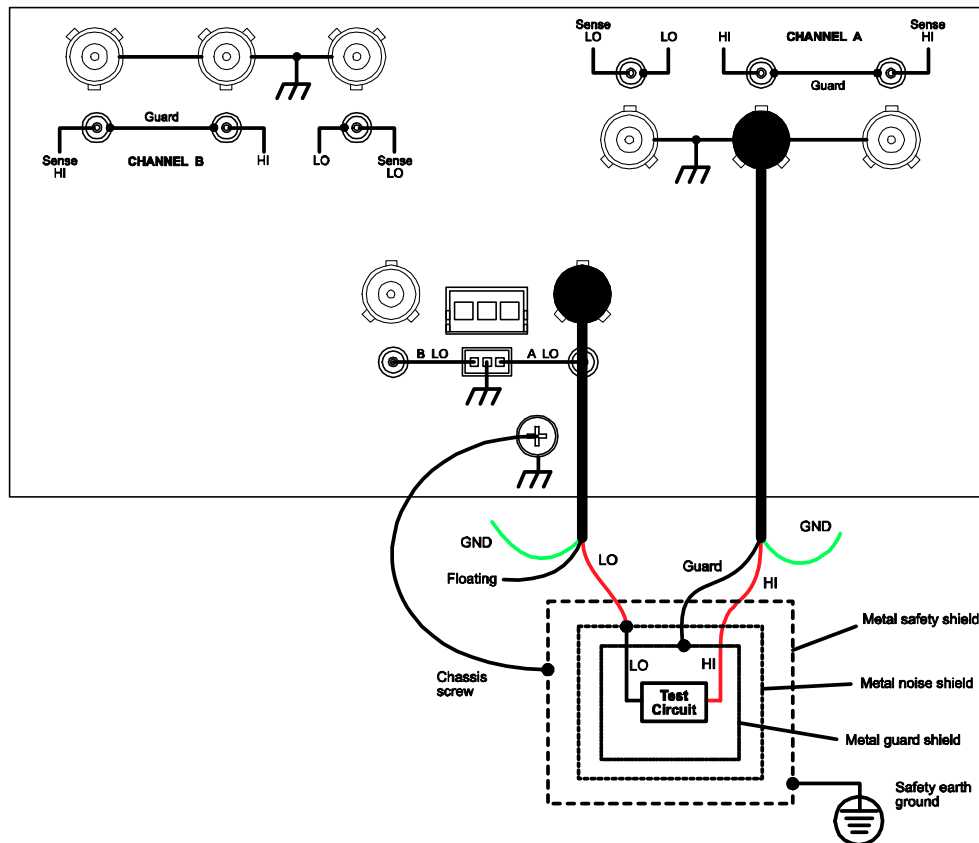 Sense
LO
LO
HI
CHANNEL A
Sense
HI
Guard
Guard
Sense
HI
CHANNEL B
HI
LO
Sense
LO
B LO
A LO
GND
Floating
LO
Guard
HI
GND
Chassis
screw
LO
HI
Test
Circuit
Metal safety shield
Metal noise shield
Metal guard shield
Safety earth
ground